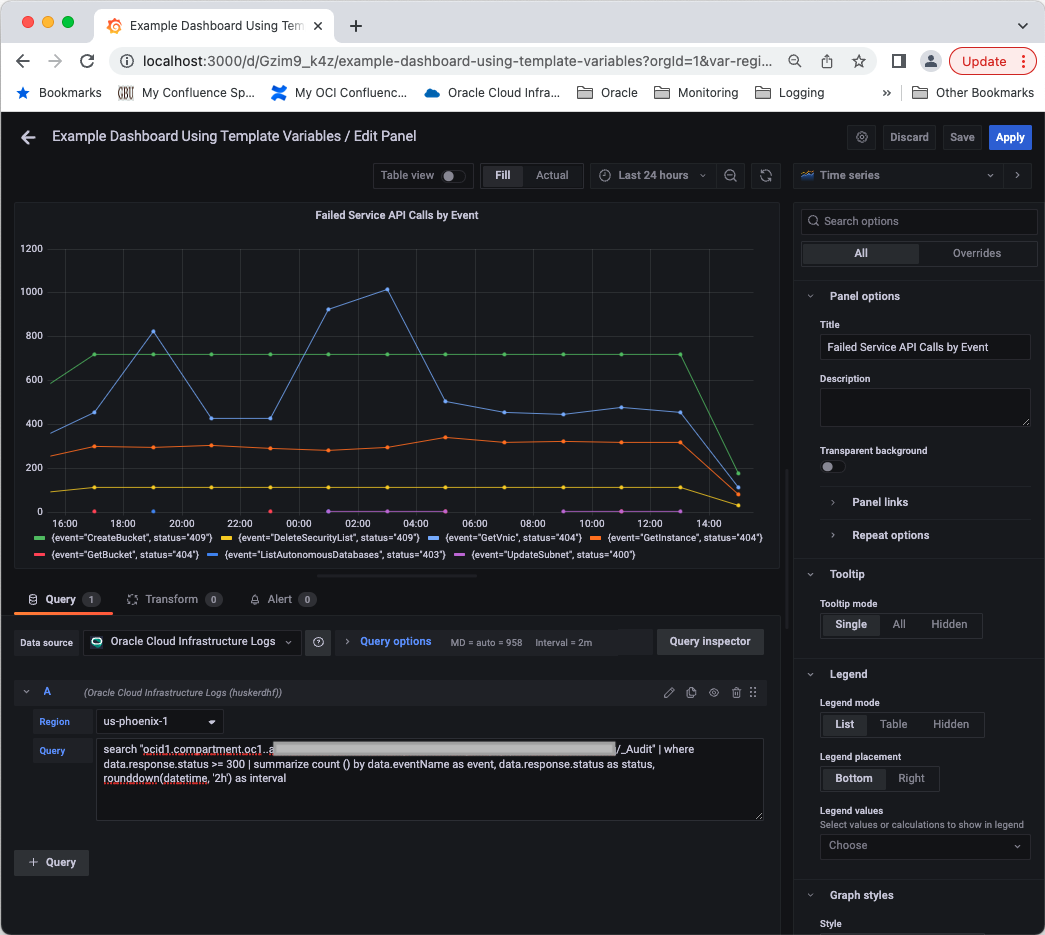 Example Dashboard Using Tem
localhost:3000/d/Gzim9_k4z/example-dashboard-using-template-variables?orgId=1&var-regi...
Update
Bookmarks
My Confluence Sp...
My OCI Confluenc...
Oracle Cloud Infra...
Oracle
Monitoring
Logging
»
Other Bookmarks
Example Dashboard Using Template Variables / Edit Panel
Discard
Save
Apply
Table view
Fill
Actual
Last 24 hours
Time series
Failed Service API Calls by Event
1200
1000
800
600
400
200
0
16:00 18:00 20:00 22:00 00:00 02:00 04:00 06:00 08:00 10:00 12:00 14:00
{event="CreateBucket", status="409"} {event="DeleteSecurityList", status="409"} {event="GetVnic", status="404"} {event="GetInstance", status="404"}
{event="GetBucket", status="404"} {event="ListAutonomousDatabases", status="403"} {event="UpdateSubnet", status="400"}
Search options
All
Overrides
Panel options
Title
Failed Service API Calls by Event
Description
Transparent background
Panel links
Repeat options
Tooltip
Tooltip mode
Single
All
Hidden
Legend
Legend mode
List
Table
Hidden
Legend placement
Bottom
Right
Legend values
Select values or calculations to show in legend
Choose
Graph styles
Style
Query 1
Transform 0
Alert 0
Data source
Oracle Cloud Infrastructure Logs
Query options
MD = auto = 958
Interval = 2m
Query inspector
A
(Oracle Cloud Infrastructure Logs (huskerdhf))
Region
us-phoenix-1
Query
search "ocid1.compartment.oc1..a /_Audit" | where
data.response.status >= 300 | summarize count () by data.eventName as event, data.response.status as status,
rounddown(datetime, '2h') as interval
+ Query